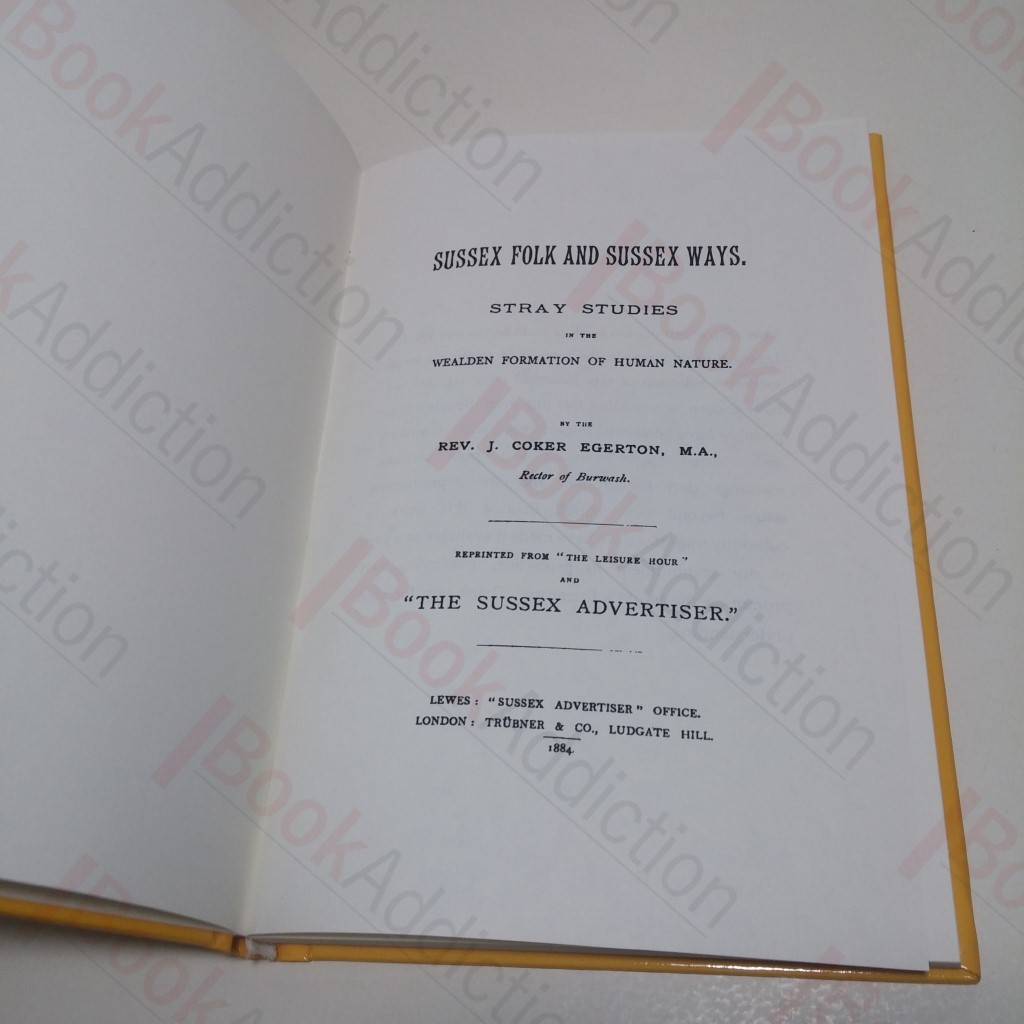 SUSSEX FOLK AND SUSSEX WAYS.
STRAY STUDIES
IN THE
WEALDEN FORMATION OF HUMAN NATURE.
BY THE
REV. J. COKER EGERTON, M.A.,
Rector of Burwash.
REPRINTED FROM "THE LEISURE HOUR"
AND
"THE SUSSEX ADVERTISER."
LEWES: "SUSSEX ADVERTISER" OFFICE.
LONDON: TRÜBNER & CO., LUDGATE HILL.
1884.
BookAddiction